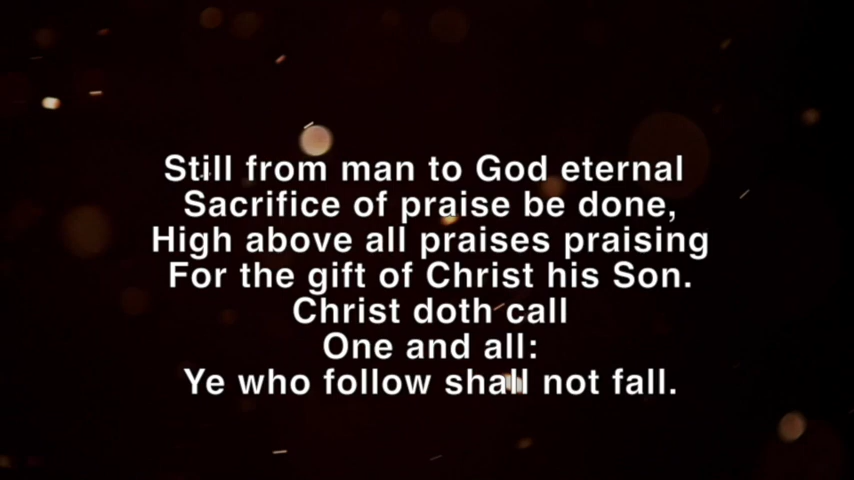 Still from man to God eternal
Sacrifice of praise be done,
High above all praises praising
For the gift of Christ his Son.
Christ doth call
One and all:
Ye who follow shall not fall.